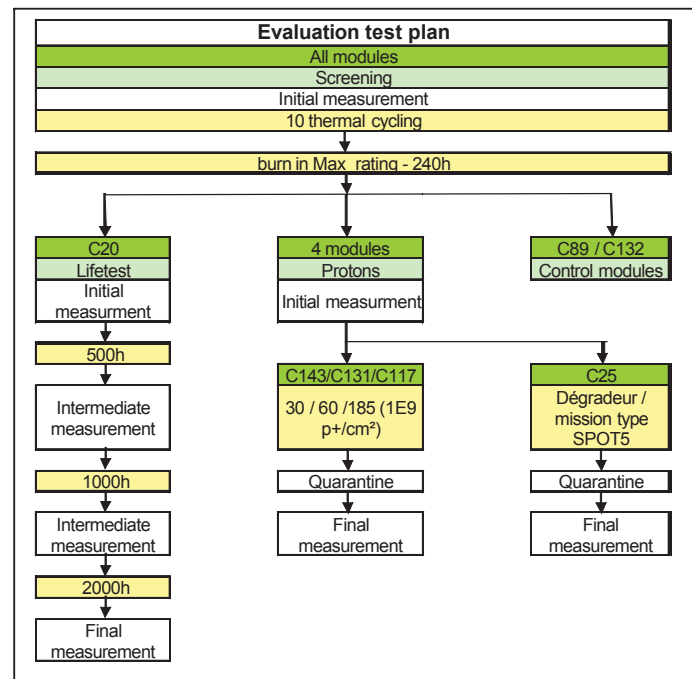 Evaluation test plan
All modules
Screening
Initial measurement
10 thermal cycling
burn in Max rating - 240h
C20
Lifetest
Initial
measurment
500h
Intermediate
measurement
1000h
Intermediate
measurement
2000h
Final
measurement
4 modules
Protons
Initial measurment
C143/C131/C117
30 / 60 /185 (1E9
p+/cm²)
Quarantine
Final
measurement
C25
Dégradeur /
mission type
SPOT5
Quarantine
Final
measurement
C89 / C132
Control modules